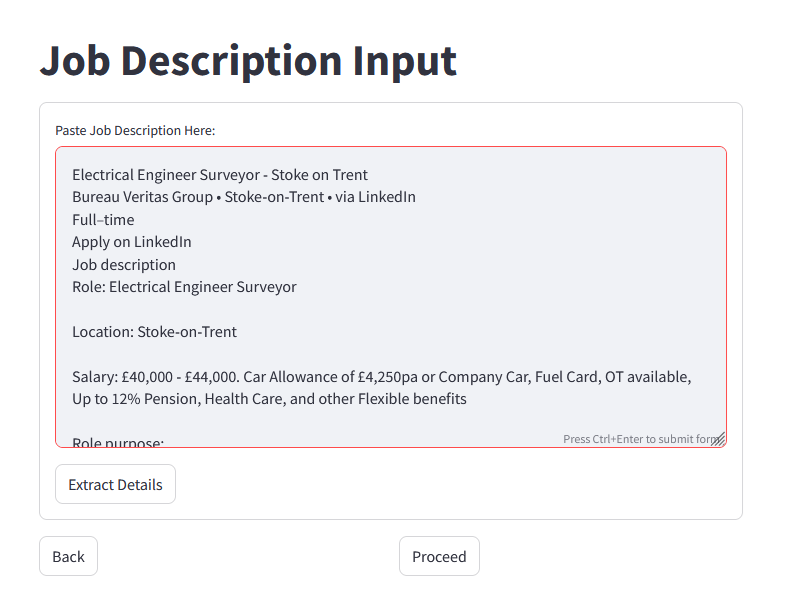 Job Description Input
Paste Job Description Here:
Electrical Engineer Surveyor - Stoke on Trent
Bureau Veritas Group • Stoke-on-Trent • via LinkedIn
Full–time
Apply on LinkedIn
Job description
Role: Electrical Engineer Surveyor
Location: Stoke-on-Trent
Salary: £40,000 - £44,000. Car Allowance of £4,250pa or Company Car, Fuel Card, OT available,
Up to 12% Pension, Health Care, and other Flexible benefits
Role purpose:
Press Ctrl+Enter to submit form
Extract Details
Back
Proceed